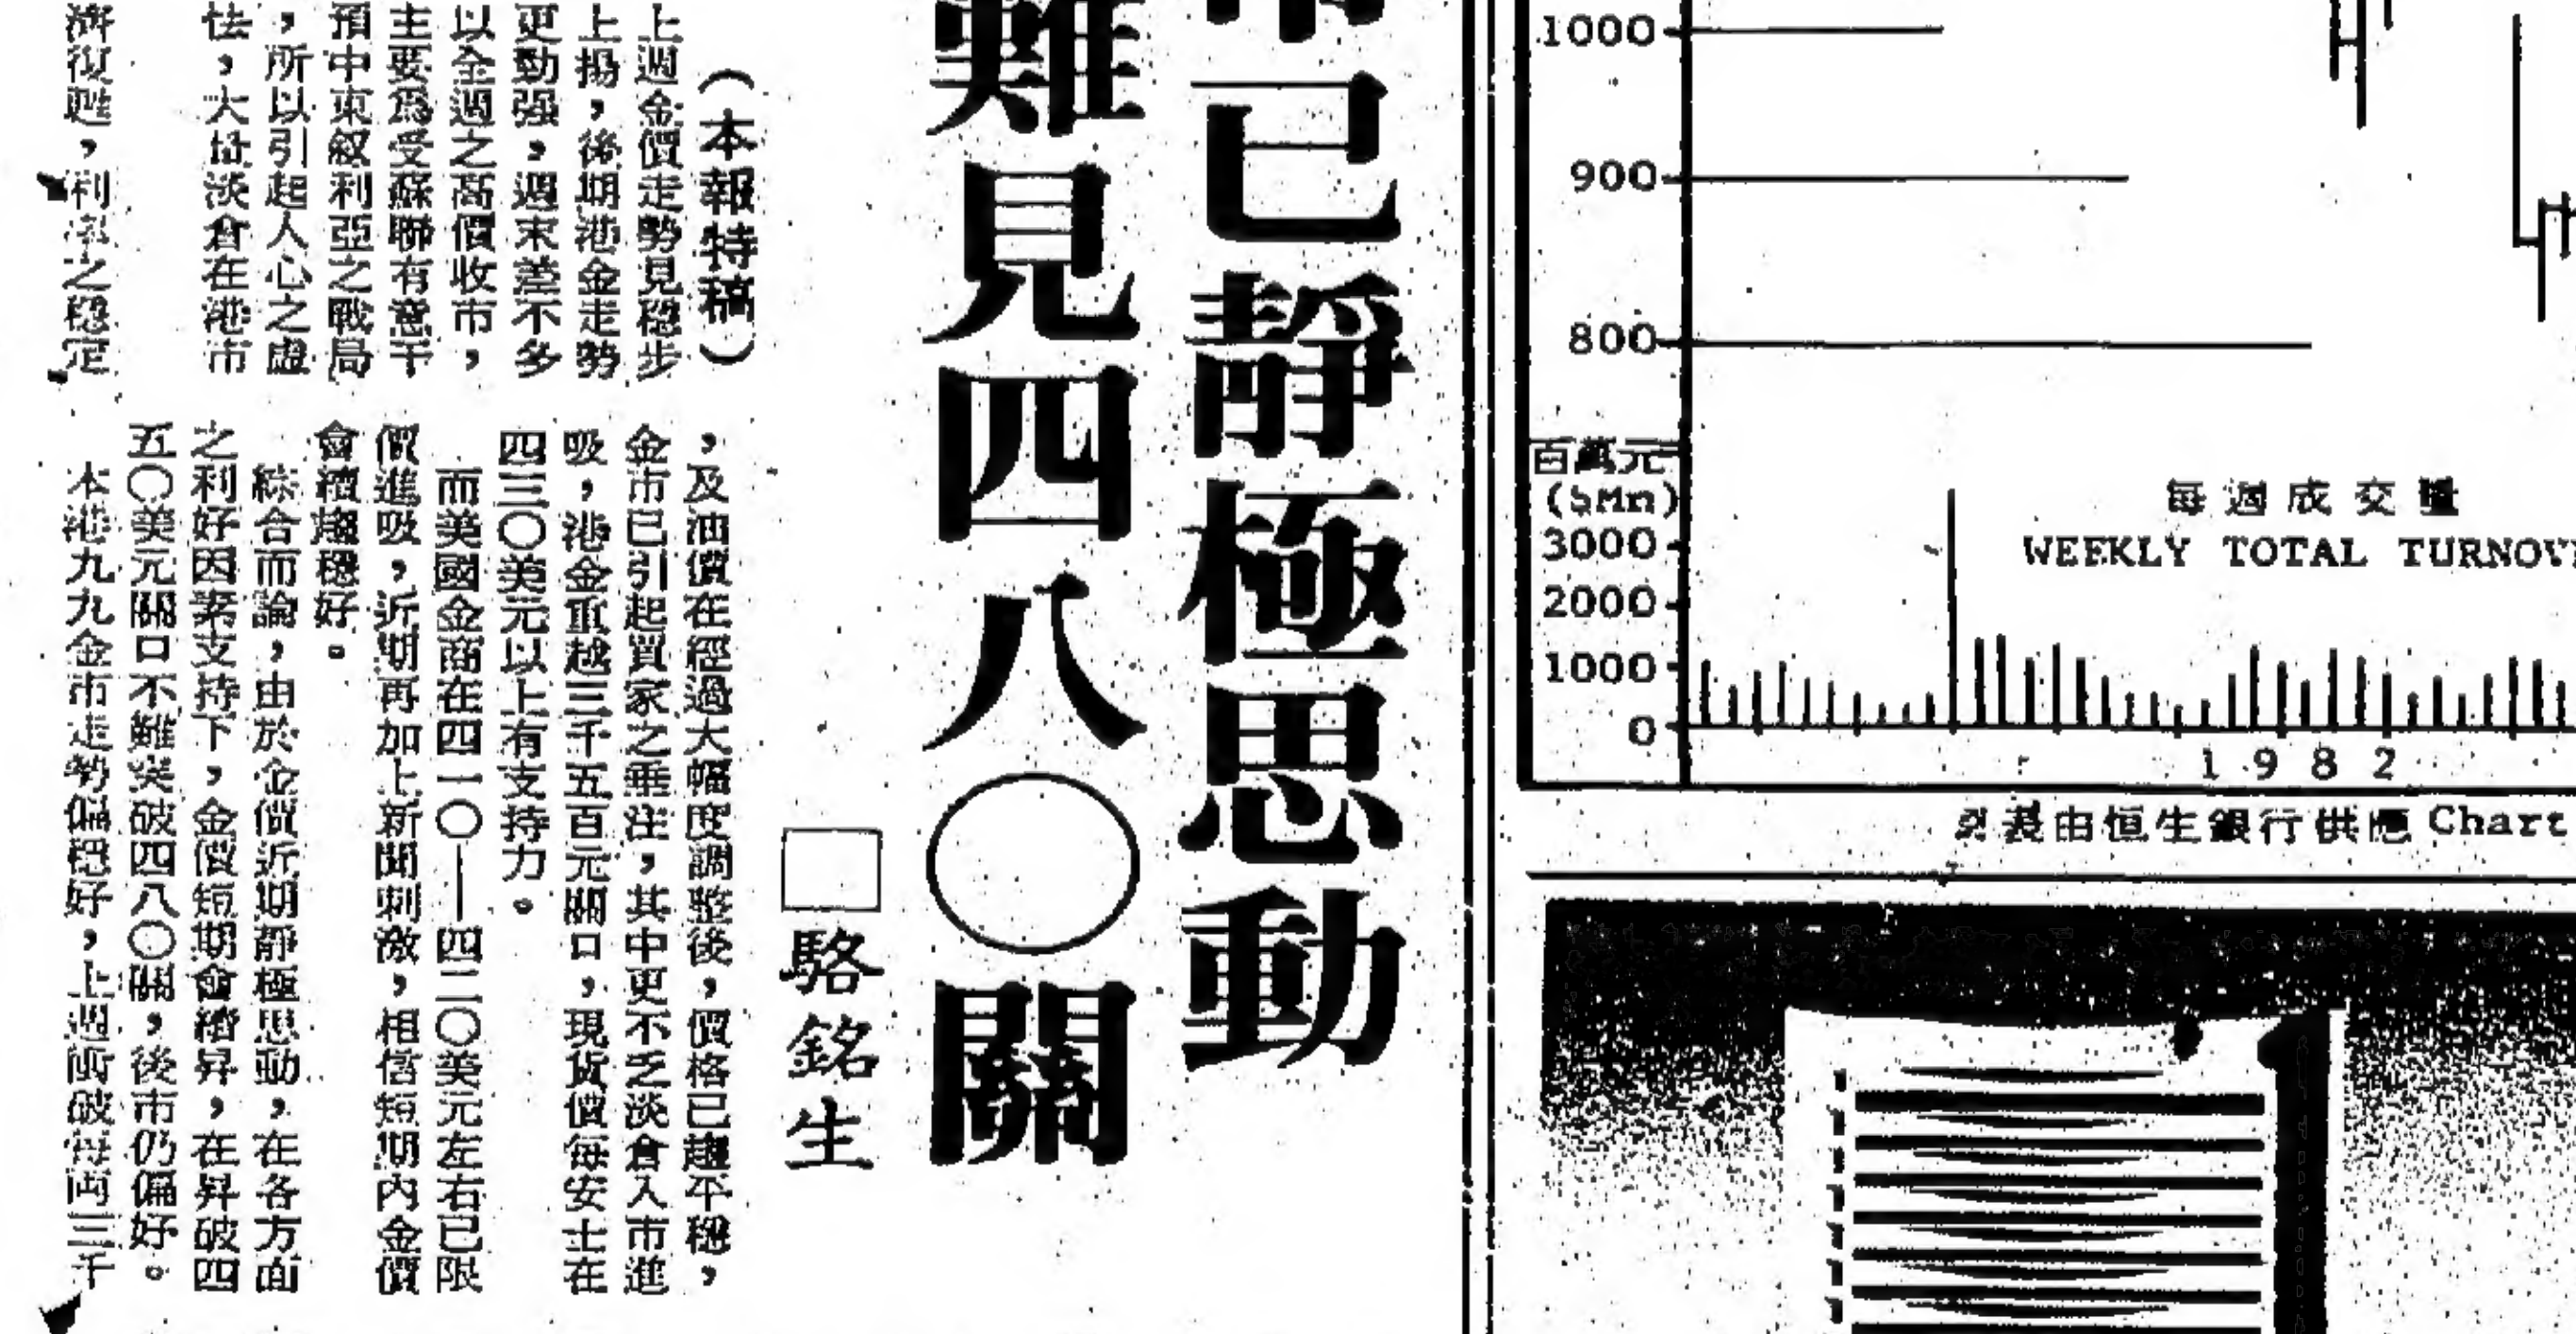 1000
900
800
百萬元
($Mn)
3000
2000
1000
0
每週成交量
WEEKLY TOTAL TURNOV
1982
表由恒生銀行供應 Chart
市已靜極思動
難見四八〇關
□駱銘生
（本報特稿）
上週金價走勢見穩步
上揚，後期港金走勢
更勁强，週末差不多
以全週之高價收市，
主要爲受蘇聯有意干
預中東叙利亞之戰局
，所以引起人心之虛
怯，大量淡倉在港市
濟復甦，利率之穩定
，及油價在經過大幅度調整後，價格已趨平穩，
金市已引起買家之垂注，其中更不乏淡倉入市進
吸，港金重越三千五百元關口，現貨價每安士在
四三〇美元以上有支持力。
而美國金商在四一〇——四二〇美元左右已限
價進吸，近期再加上新聞刺激，相信短期內金價
會續趨穩好。
綜合而論，由於金價近期靜極思動，在各方面
之利好因素支持下，金價短期會續昇，在昇破四
五〇美元關口不難突破四八〇關，後市仍偏好。
本港九九金市走勢偏穩好，上週衝破每両三千